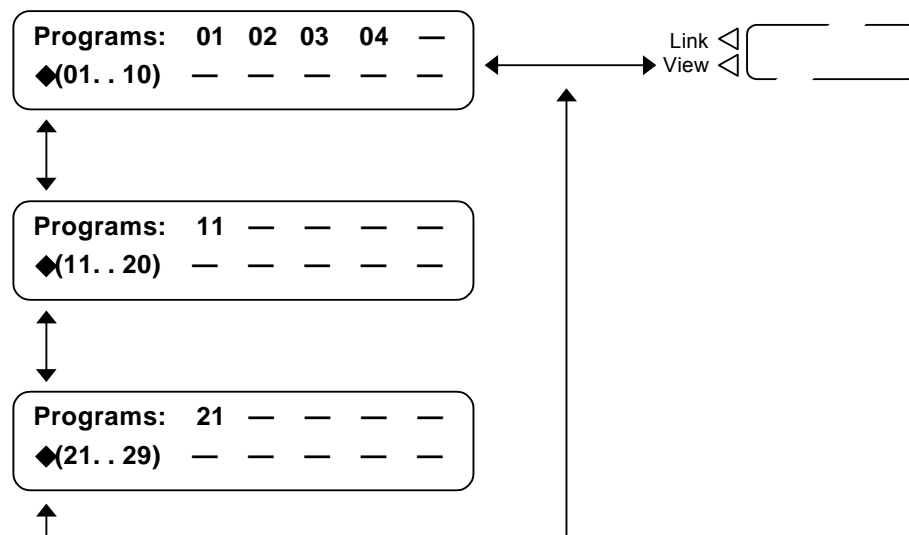 Programs: 01 02 03 04 —
◆(01. . 10) — — — — —
Link
View
Programs: 11 — — — —
◆(11. . 20) — — — — —
Programs: 21 — — — —
◆(21. . 29) — — — — —